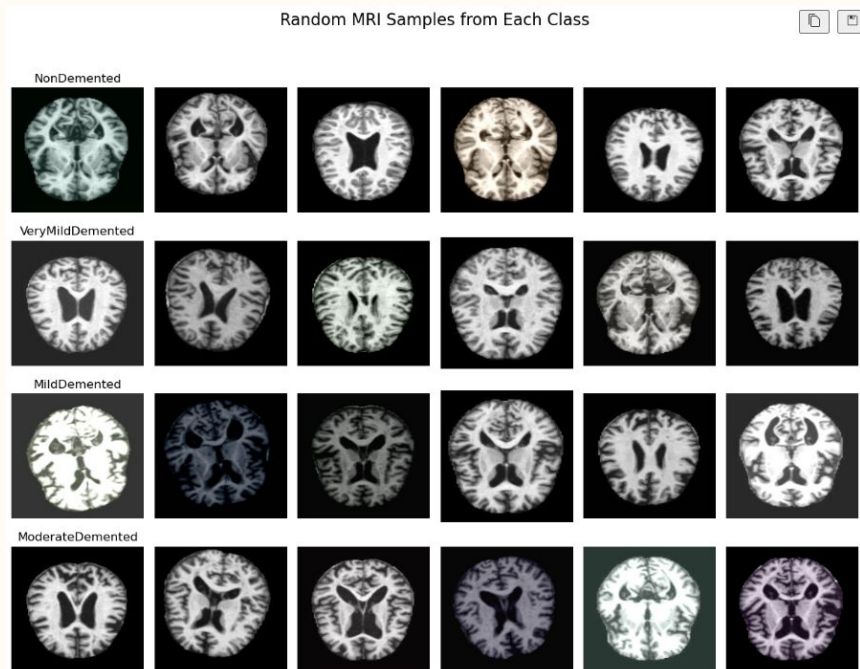 Random MRI Samples from Each Class
NonDemented
VeryMildDemented
MildDemented
ModerateDemented